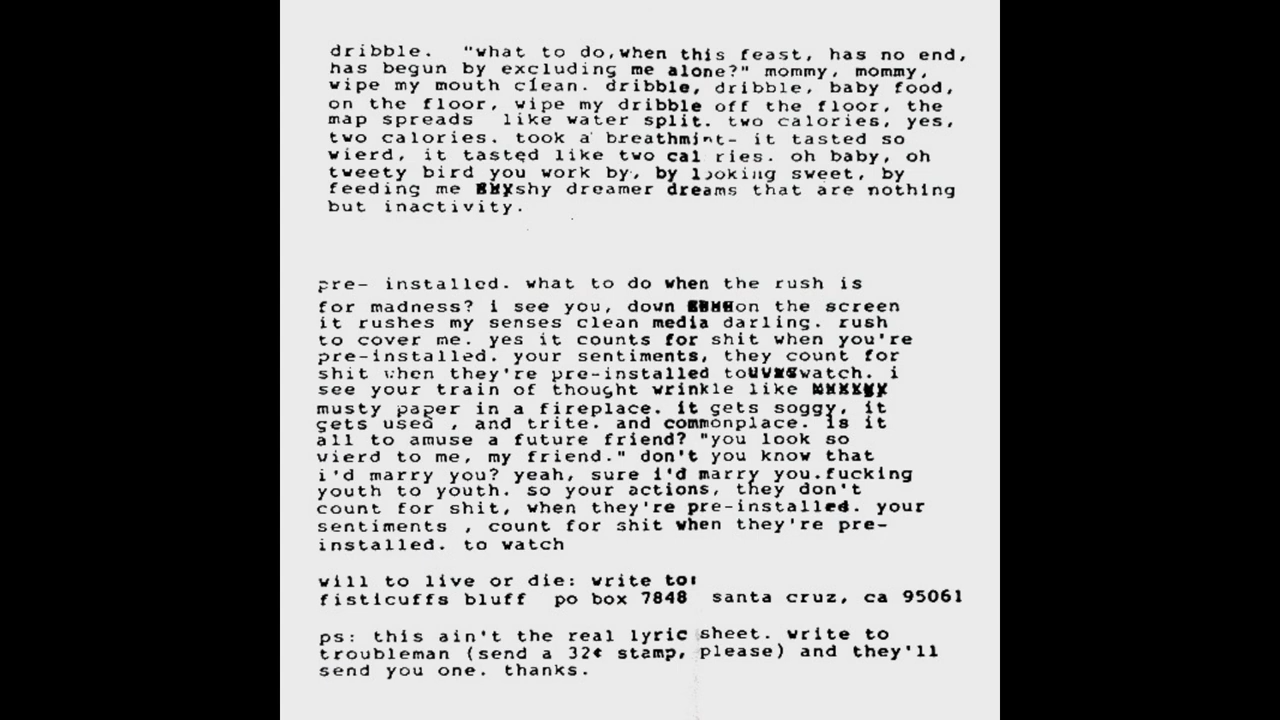 dribble. "what to do,when this feast, has no end,
has begun by excluding me alone?" mommy, mommy,
wipe my mouth clean. dribble, dribble, baby food,
on the floor, wipe my dribble off the floor, the
map spreads like water split. two calories, yes,
two calories. took a breathmint- it tasted so
wierd, it tasted like two cal ries. oh baby, oh
tweety bird you work by, by looking sweet, by
feeding me shy dreamer dreams that are nothing
but inactivity.
pre- installed. what to do when the rush is
for madness? i see you, down on the screen
it rushes my senses clean media darling. rush
to cover me. yes it counts for shit when you're
pre-installed. your sentiments, they count for
shit when they're pre-installed to watch. i
see your train of thought wrinkle like
musty paper in a fireplace. it gets soggy, it
gets used , and trite. and commonplace. is it
all to amuse a future friend? "you look so
wierd to me, my friend." don't you know that
i'd marry you? yeah, sure i'd marry you.fucking
youth to youth. so your actions, they don't
count for shit, when they're pre-installed. your
sentiments , count for shit when they're pre-
installed. to watch
will to live or die: write to:
fisticuffs bluff po box 7848 santa cruz, ca 95061
ps: this ain't the real lyric sheet. write to
troubleman (send a 32¢ stamp, please) and they'll
send you one. thanks.